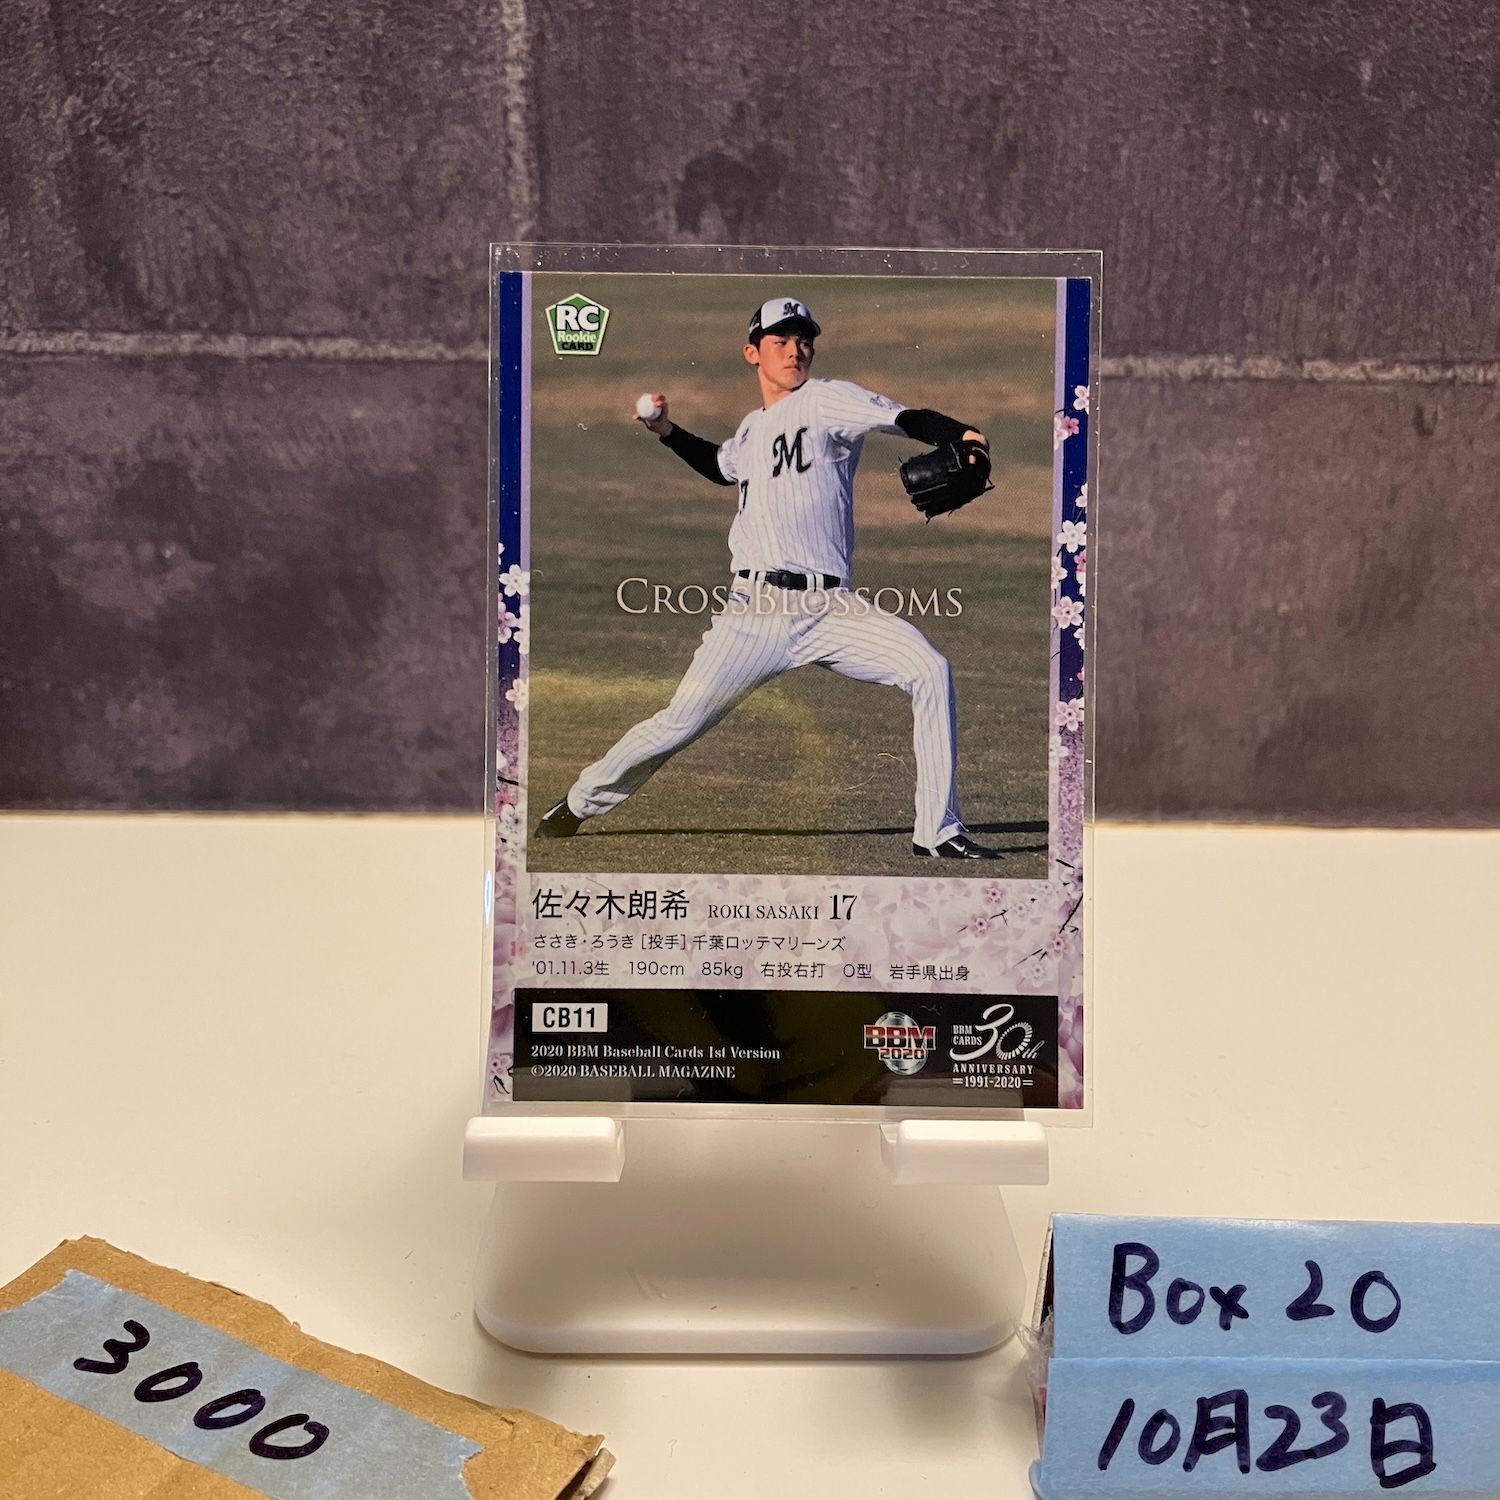 RC
Rookie
CARD
M
M
17
CROSSBLOSSOMS
佐々木朗希 ROKI SASAKI 17
ささき・ろうき［投手］千葉ロッテマリーンズ
'01.11.3生 190cm 85kg 右投右打 O型 岩手県出身
CB11
2020 BBM Baseball Cards 1st Version
©2020 BASEBALL MAGAZINE
BBM
2020
BBM
CARDS
30th
ANNIVERSARY
1991-2020
3000
Box 20
10月23日